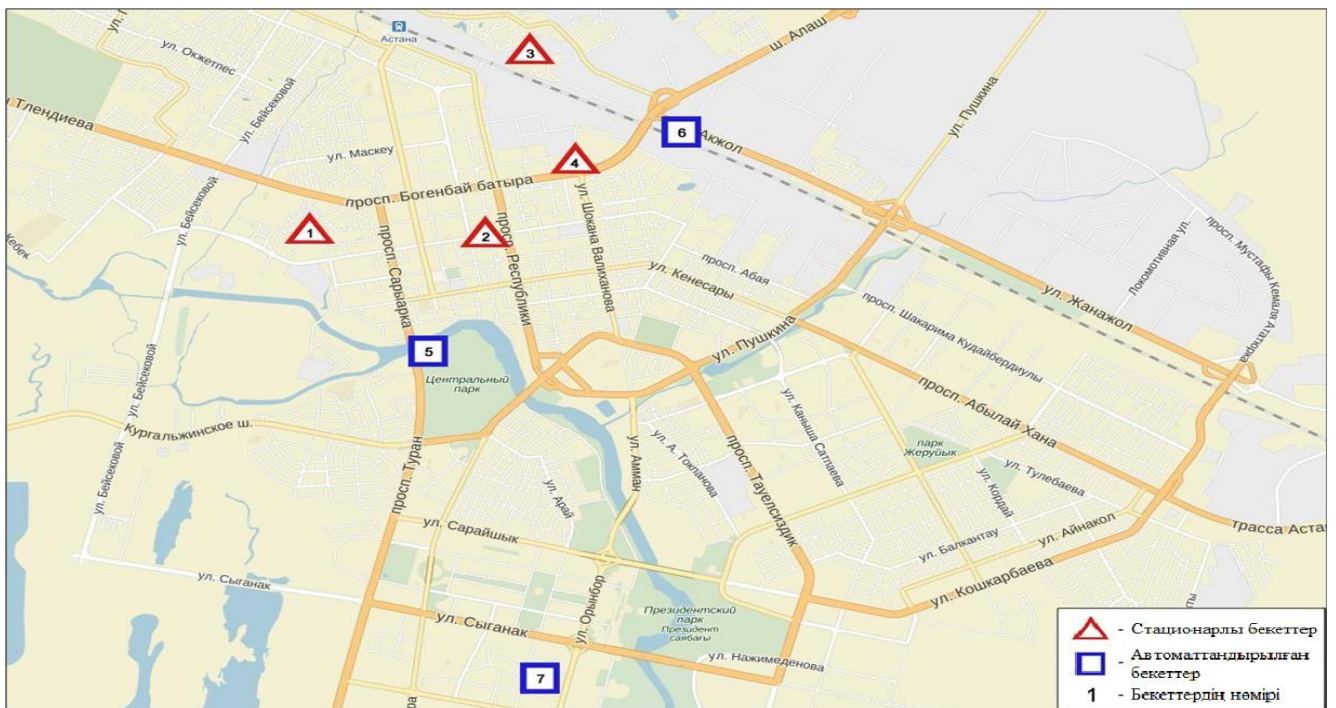 Астана
ул. Окжетпес
ул. Бейсековой
3
ш. Алаш
ул. Пушкина
Тлендиева
ул. Маскеу
4
6
Акжол
просп. Богенбай батыра
1
2
ул. Бейсековой
просп. Сарыарка
просп. Республики
ул. Шокана Валиханова
просп. Абая
ул. Кенесары
Локомотивная ул.
просп. Мустафы Кемаля Ататюрка
ул. Жанажол
просп. Шакарима Кудайбердиулы
5
Центральный
парк
ул. Пушкина
просп. Абылай Хана
ул. Бейсековой
Кургальжинское ш.
просп. Туран
ул. Амман
ул. А. Токпанова
ул. Каныша Сатпаева
просп. Тауелсиздик
парк
Жеруйык
ул. Тулебаева
ул. Кордай
ул. Бейсековой
ул. Арай
ул. Сарайшык
ул. Балкантау
ул. Айнакол
трасса Астан
ул. Кошкарбаева
ул. Сыганак
ул. Сыганак
ул. Орынбор
Президентский
парк
Президент
саябағы
ул. Нажимеденова
7
- Стационарлы бекеттер
- Автоматтандырылған
бекеттер
1 - Бекеттердің нөмірі